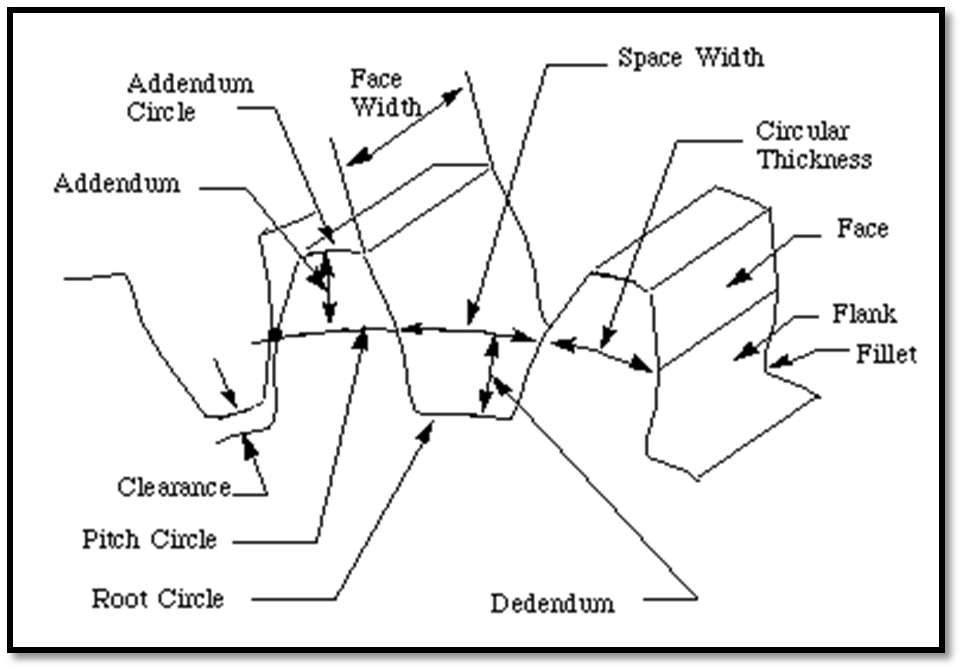 Space Width
Addendum
Circle
Face
Width
Circular
Thickness
Addendum
Face
Flank
Fillet
Clearance
Pitch Circle
Root Circle
Dedendum